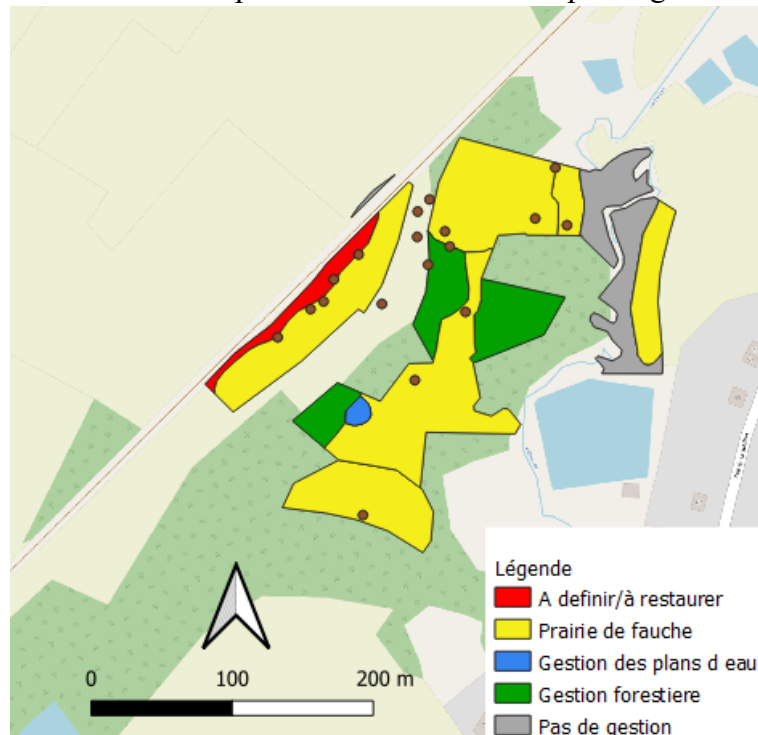 0 100 200 m
Légende
A definir/à restaurer
Prairie de fauche
Gestion des plans d eau
Gestion forestiere
Pas de gestion